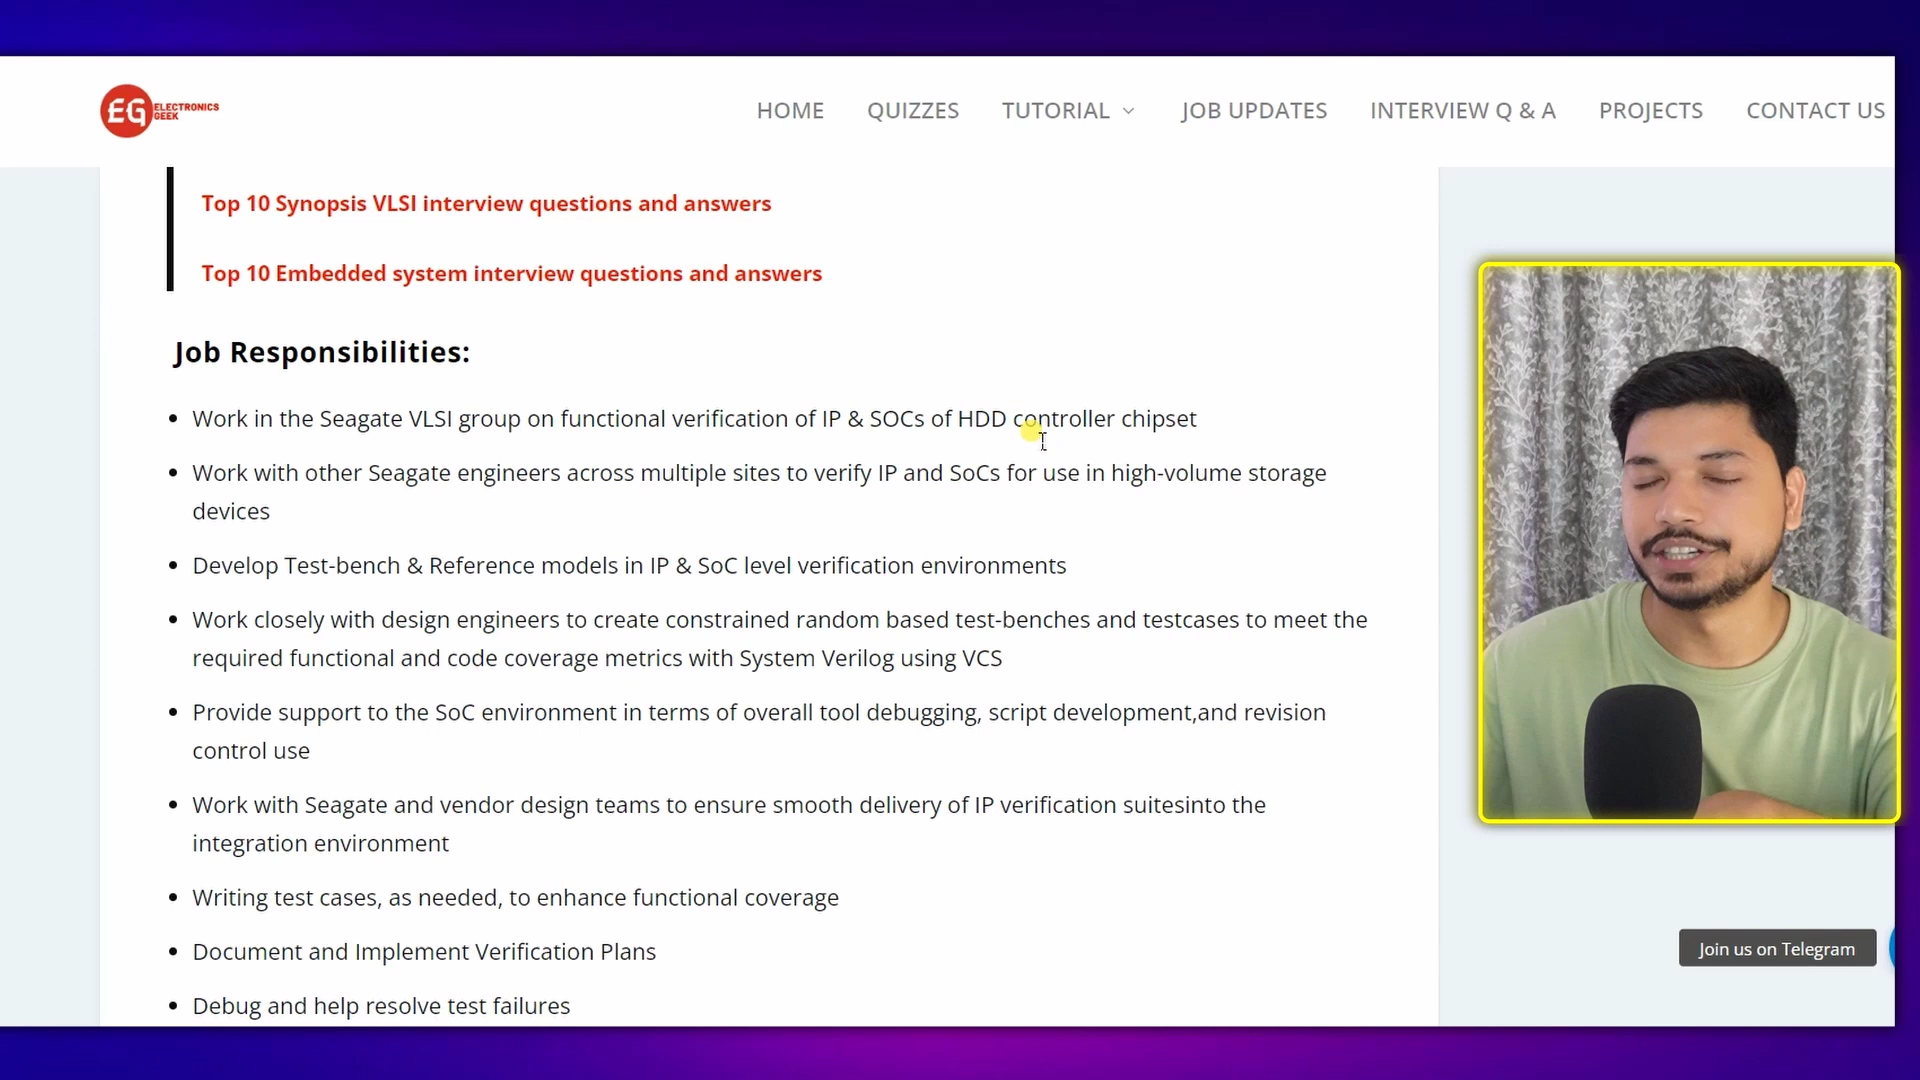 EG ELECTRONICS GEEK
HOME QUIZZES TUTORIAL JOB UPDATES INTERVIEW Q & A PROJECTS CONTACT US
Top 10 Synopsis VLSI interview questions and answers
Top 10 Embedded system interview questions and answers
Job Responsibilities:
• Work in the Seagate VLSI group on functional verification of IP & SOCs of HDD controller chipset
• Work with other Seagate engineers across multiple sites to verify IP and SoCs for use in high-volume storage
devices
• Develop Test-bench & Reference models in IP & SoC level verification environments
• Work closely with design engineers to create constrained random based test-benches and testcases to meet the
required functional and code coverage metrics with System Verilog using VCS
• Provide support to the SoC environment in terms of overall tool debugging, script development,and revision
control use
• Work with Seagate and vendor design teams to ensure smooth delivery of IP verification suitesinto the
integration environment
• Writing test cases, as needed, to enhance functional coverage
• Document and Implement Verification Plans
• Debug and help resolve test failures
Join us on Telegram